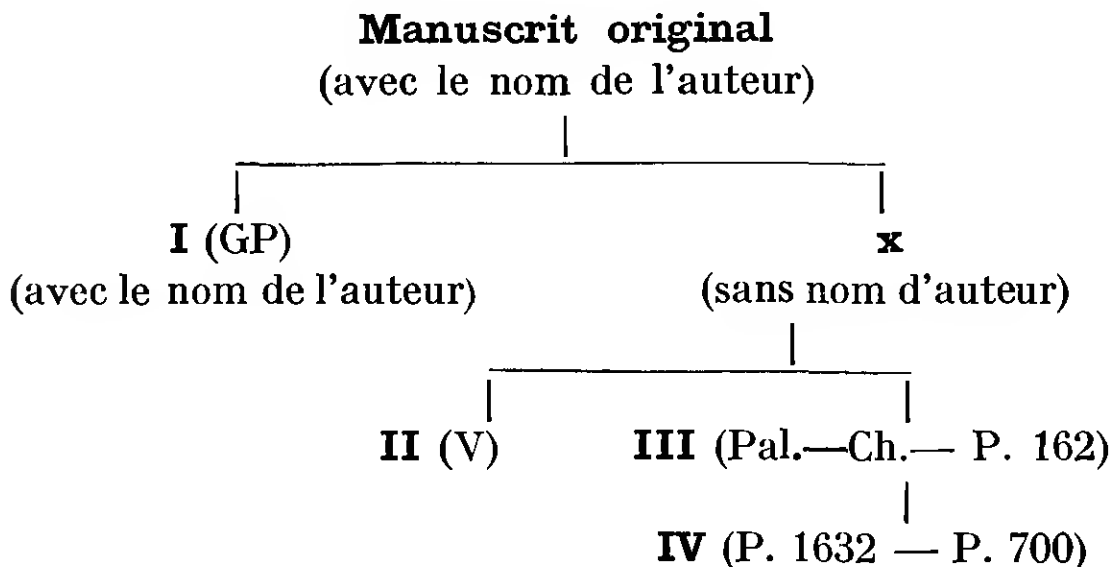 Manuscrit original
(avec le nom de l'auteur)
I (GP)
x
(avec le nom de l'auteur)
(sans nom d'auteur)
II (V)
III (Pal.—Ch.— P. 162)
IV (P. 1632 — P. 700)